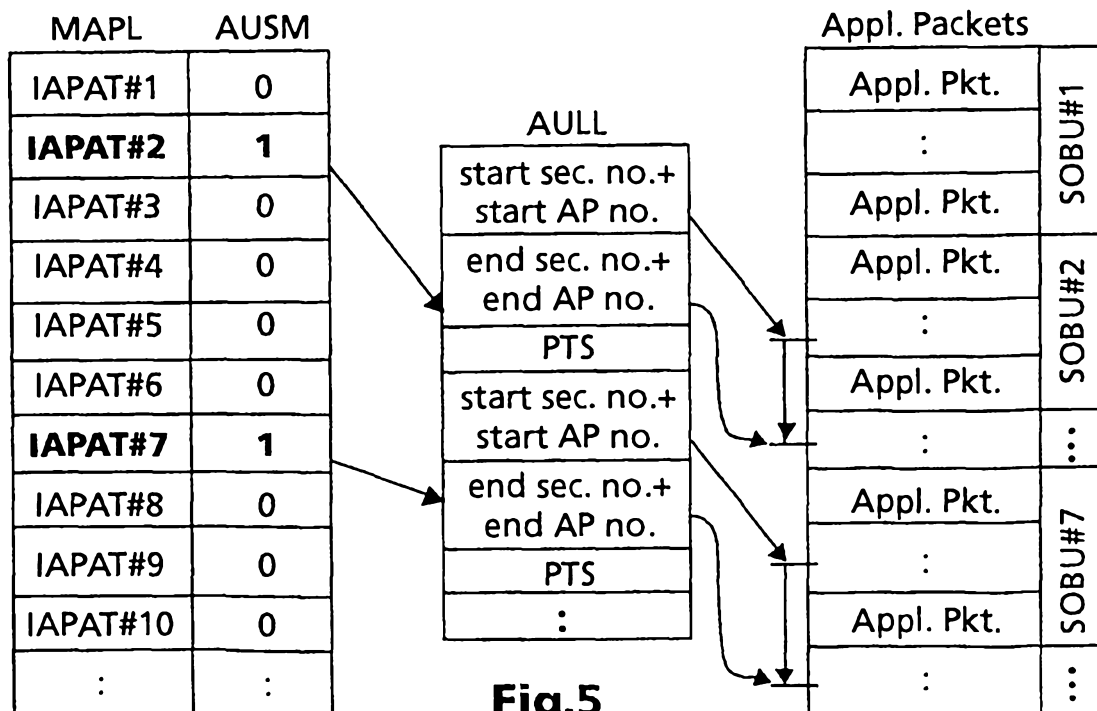 MAPL AUSM
IAPAT#1 0
IAPAT#2 1
IAPAT#3 0
IAPAT#4 0
IAPAT#5 0
IAPAT#6 0
IAPAT#7 1
IAPAT#8 0
IAPAT#9 0
IAPAT#10 0
: :
AULL
start sec. no.+
start AP no.
end sec. no.+
end AP no.
PTS
start sec. no.+
start AP no.
end sec. no.+
end AP no.
PTS
:
Appl. Packets
Appl. Pkt.
:
Appl. Pkt.
SOBU#1
Appl. Pkt.
:
Appl. Pkt.
SOBU#2
:
...
Appl. Pkt.
:
Appl. Pkt.
SOBU#7
:
...
Fig.5